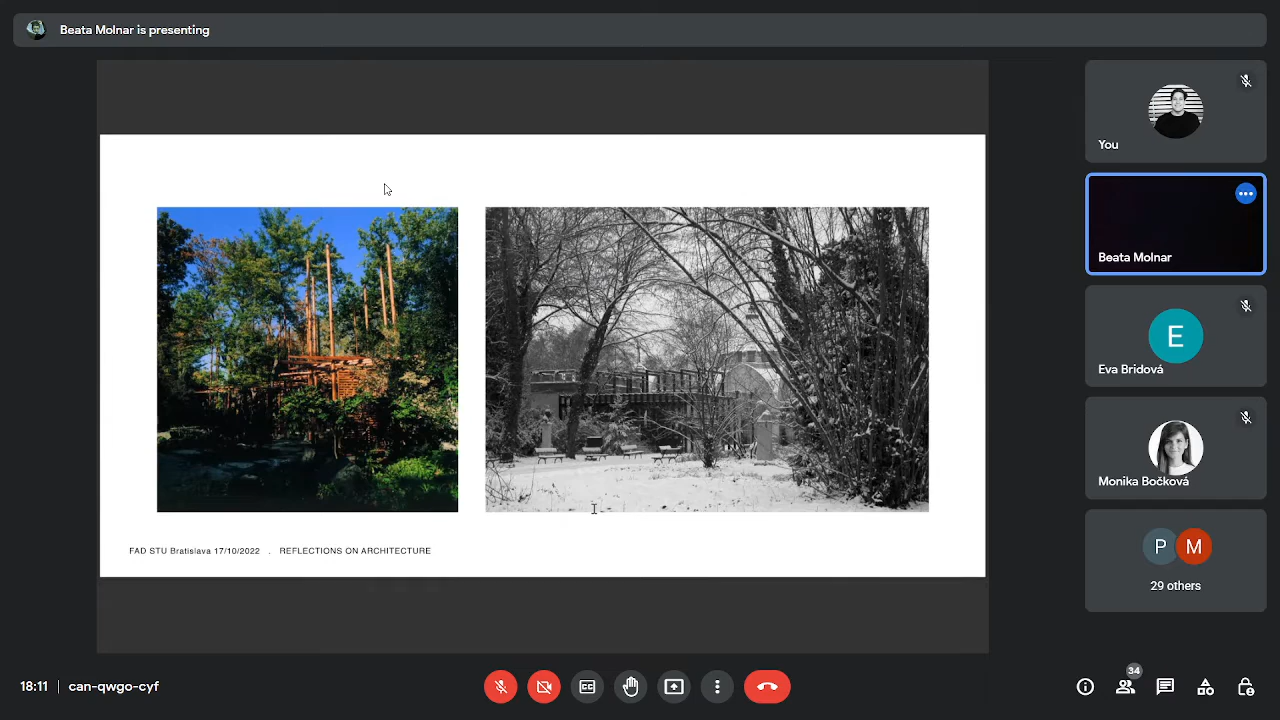 Beata Molnar is presenting
You
Beata Molnar
E
Eva Bridová
Monika Bočková
P M
29 others
FAD STU Bratislava 17/10/2022 . REFLECTIONS ON ARCHITECTURE
18:11 | can-qwgo-cyf
34